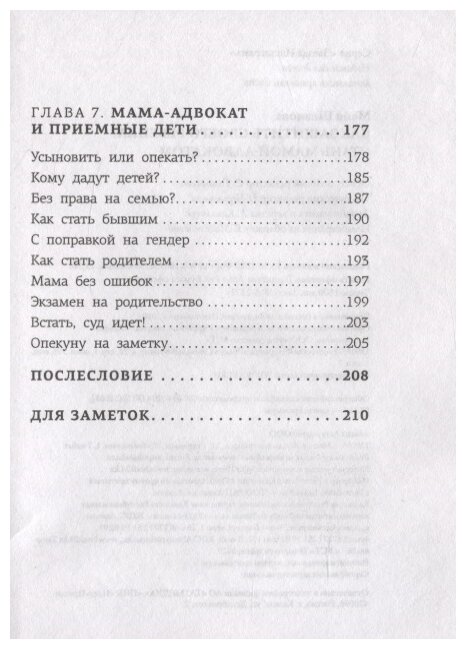 ГЛАВА 7. МАМА-АДВОКАТ
И ПРИЕМНЫЕ ДЕТИ . . . . . . . . . . . . . . . . . . . . 177
Усыновить или опекать? . . . . . . . . . . . . . . . . . . . . 178
Кому дадут детей? . . . . . . . . . . . . . . . . . . . . 185
Без права на семью? . . . . . . . . . . . . . . . . . . . . 187
Как стать бывшим . . . . . . . . . . . . . . . . . . . . 190
С поправкой на гендер . . . . . . . . . . . . . . . . . . . . 192
Как стать родителем . . . . . . . . . . . . . . . . . . . . 193
Мама без ошибок . . . . . . . . . . . . . . . . . . . . 197
Экзамен на родительство . . . . . . . . . . . . . . . . . . . . 199
Встать, суд идет! . . . . . . . . . . . . . . . . . . . . 203
Опекуну на заметку . . . . . . . . . . . . . . . . . . . . 205
ПОСЛЕСЛОВИЕ . . . . . . . . . . . . . . . . . . . . 208
ДЛЯ ЗАМЕТОК . . . . . . . . . . . . . . . . . . . . 210